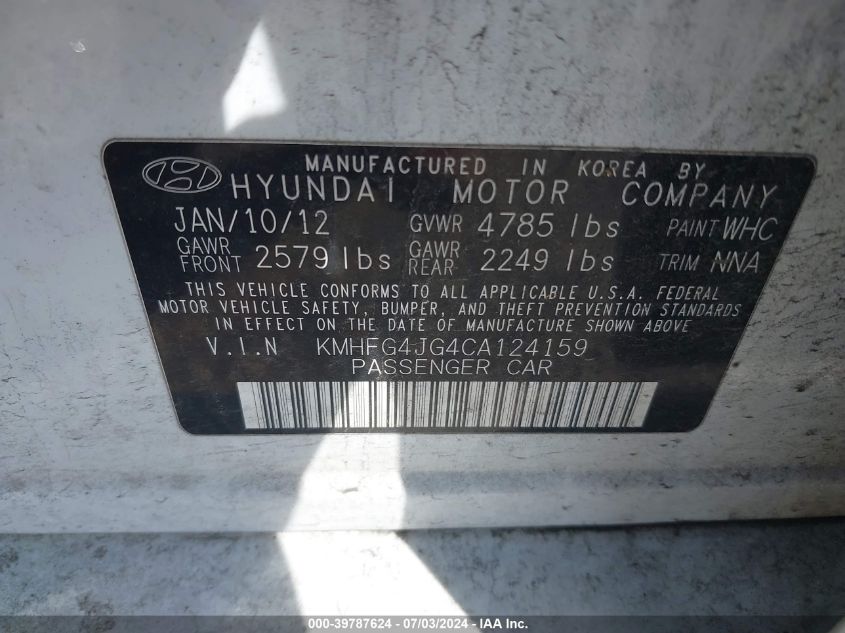 MANUFACTURED IN KOREA BY
HYUNDAI MOTOR COMPANY
JAN/10/12 GVWR 4785 lbs PAINT WHC
GAWR FRONT 2579 lbs GAWR REAR 2249 lbs TRIM NNA
THIS VEHICLE CONFORMS TO ALL APPLICABLE U.S.A. FEDERAL
MOTOR VEHICLE SAFETY, BUMPER, AND THEFT PREVENTION STANDARDS
IN EFFECT ON THE DATE OF MANUFACTURE SHOWN ABOVE
V.I.N KMHFG4JG4CA124159
PASSENGER CAR
000-39787624 - 07/03/2024 - IAA Inc.